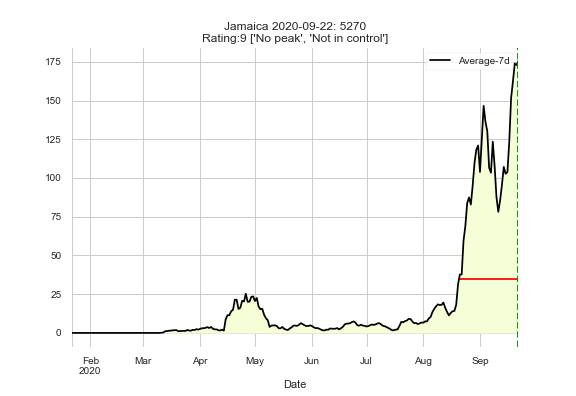 Jamaica 2020-09-22: 5270
Rating:9 ['No peak', 'Not in control']
Average-7d
175
150
125
100
75
50
25
0
Feb Mar Apr May Jun Jul Aug Sep
2020
Date